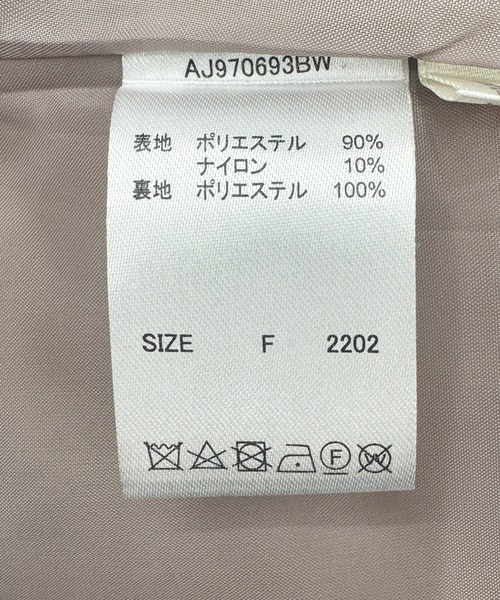 AJ970693BW
表地 ポリエステル 90%
ナイロン 10%
裏地 ポリエステル 100%
SIZE F 2202
F W